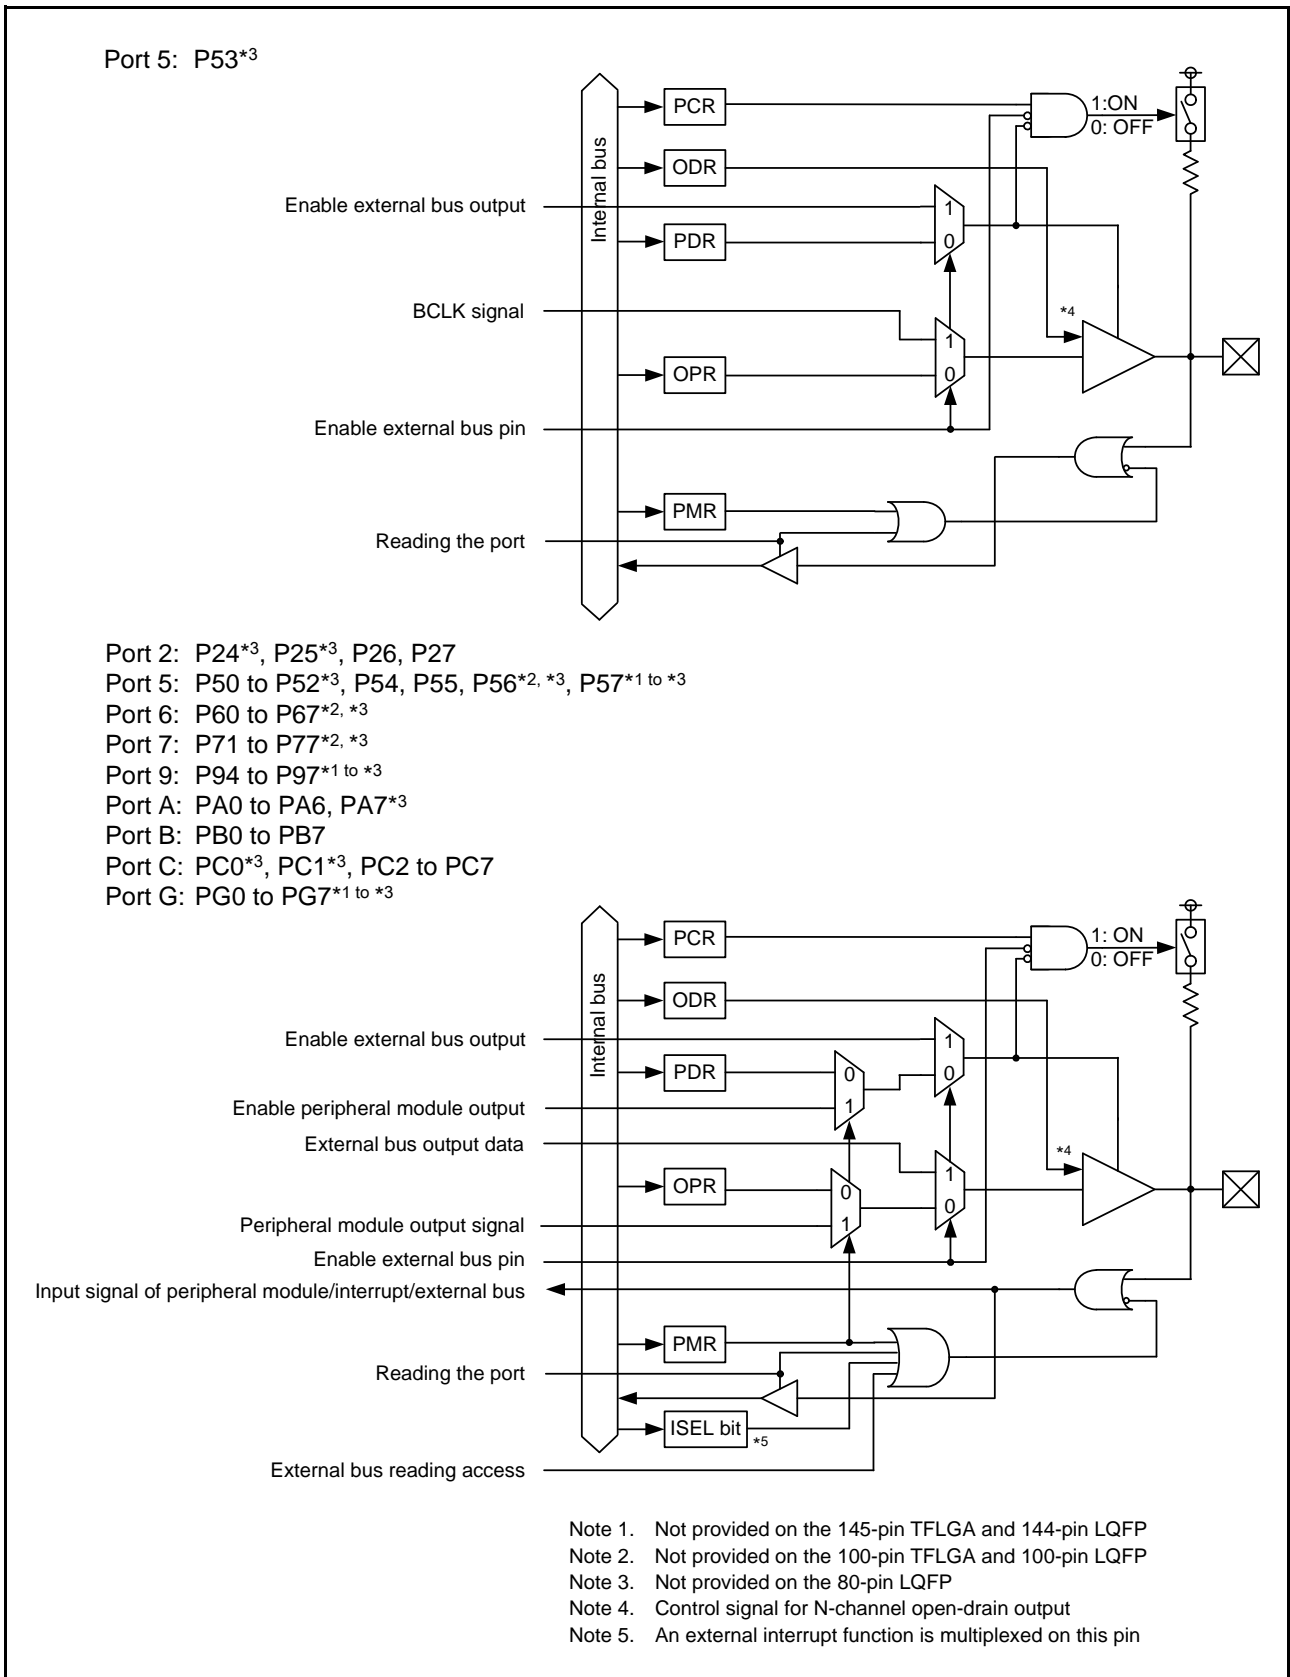 Port 5: P53*3
Internal bus
PCR
1:ON
0: OFF
ODR
Enable external bus output
1
PDR
0
BCLK signal
*4
1
OPR
0
Enable external bus pin
PMR
Reading the port
Port 2: P24*3, P25*3, P26, P27
Port 5: P50 to P52*3, P54, P55, P56*2, *3, P57*1 to *3
Port 6: P60 to P67*2, *3
Port 7: P71 to P77*2, *3
Port 9: P94 to P97*1 to *3
Port A: PA0 to PA6, PA7*3
Port B: PB0 to PB7
Port C: PC0*3, PC1*3, PC2 to PC7
Port G: PG0 to PG7*1 to *3
Internal bus
PCR
1: ON
0: OFF
ODR
Enable external bus output
1
PDR
0
0
Enable peripheral module output
1
External bus output data
*4
1
OPR
0
0
Peripheral module output signal
1
Enable external bus pin
Input signal of peripheral module/interrupt/external bus
PMR
Reading the port
ISEL bit
*5
External bus reading access
Note 1. Not provided on the 145-pin TFLGA and 144-pin LQFP
Note 2. Not provided on the 100-pin TFLGA and 100-pin LQFP
Note 3. Not provided on the 80-pin LQFP
Note 4. Control signal for N-channel open-drain output
Note 5. An external interrupt function is multiplexed on this pin